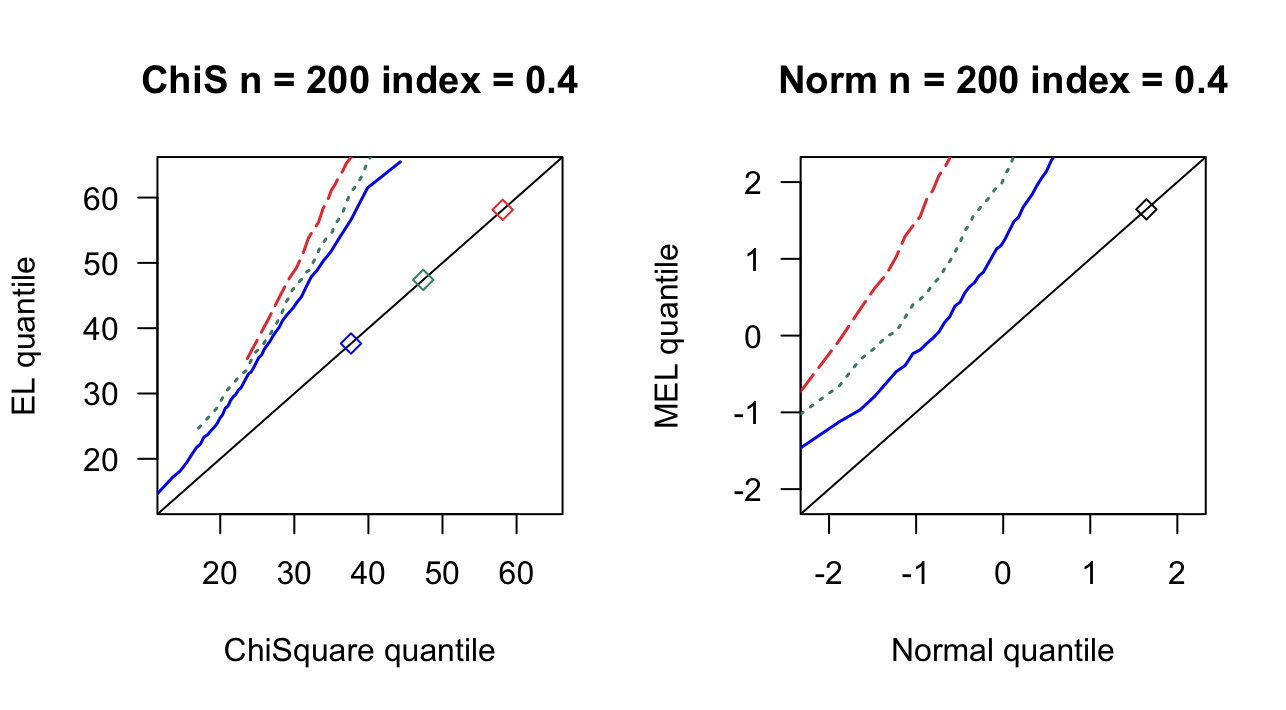 ChiS n = 200 index = 0.4
EL quantile
60
50
40
30
20
20 30 40 50 60
ChiSquare quantile
Norm n = 200 index = 0.4
MEL quantile
2
1
0
-1
-2
-2 -1 0 1 2
Normal quantile